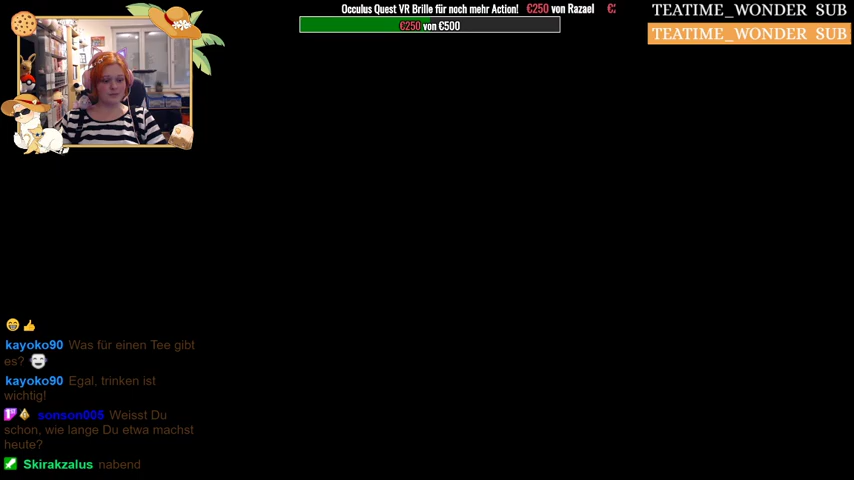 Occulus Quest VR Brille für noch mehr Action! €250 von Razael
€250 von €500
TEATIME_WONDER SUB
TEATIME_WONDER SUB
kayoko90 Was für einen Tee gibt
es?
kayoko90 Egal, trinken ist
wichtig!
sonson005 Weisst Du
schon, wie lange Du etwa machst
heute?
Skirakzalus nabend